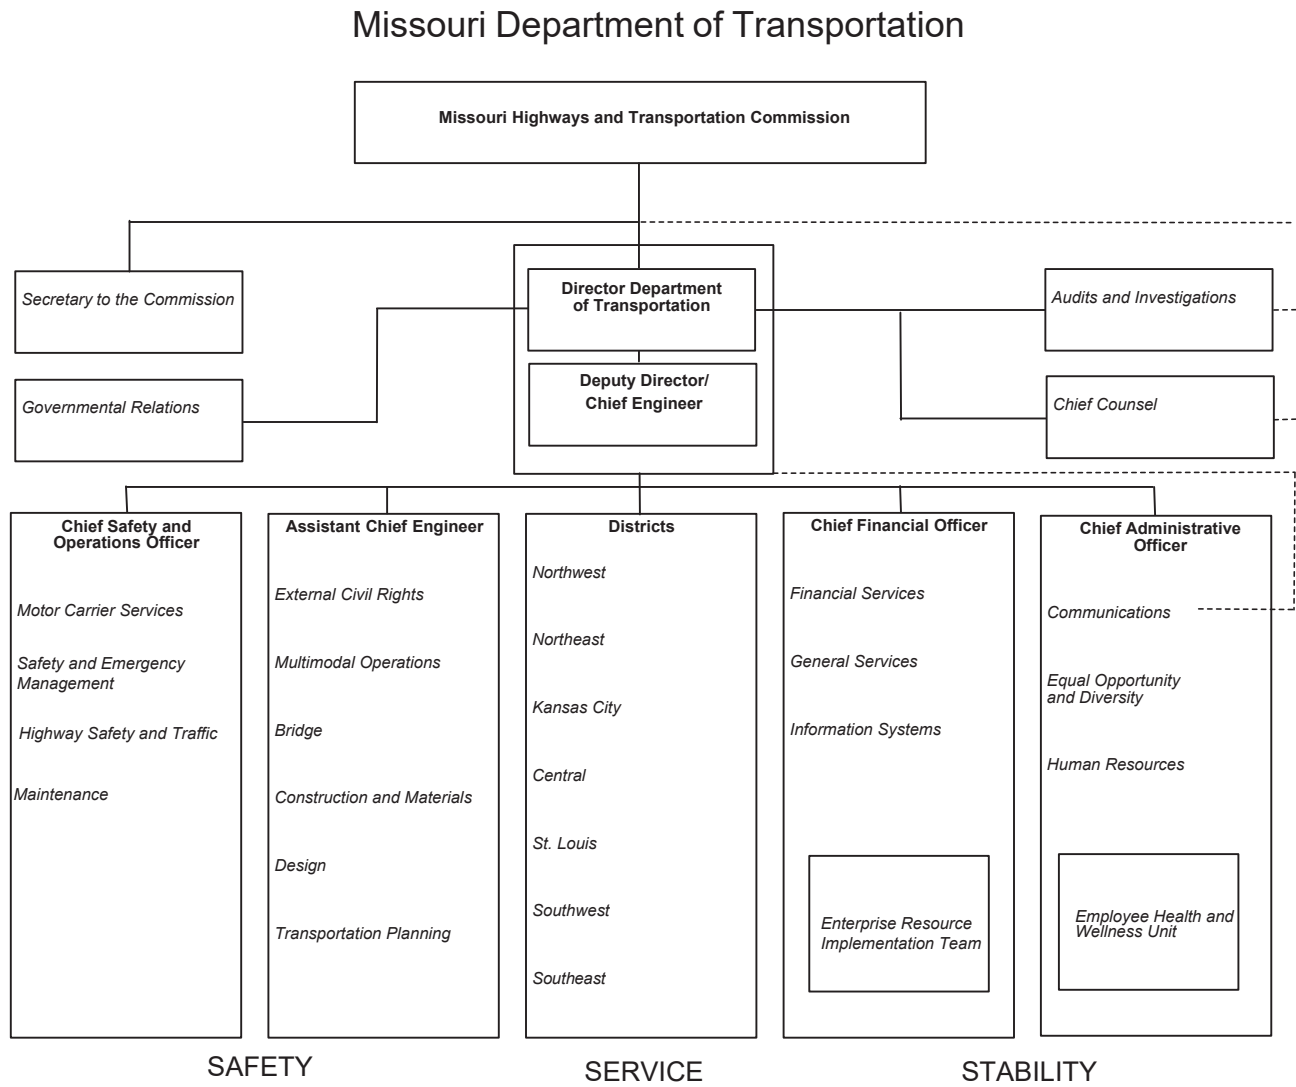 Missouri Department of Transportation
Missouri Highways and Transportation Commission
Secretary to the Commission
Director Department
of Transportation
Audits and Investigations
Governmental Relations
Deputy Director/
Chief Engineer
Chief Counsel
Chief Safety and
Operations Officer
Motor Carrier Services
Safety and Emergency
Management
Highway Safety and Traffic
Maintenance
Assistant Chief Engineer
External Civil Rights
Multimodal Operations
Bridge
Construction and Materials
Design
Transportation Planning
Districts
Northwest
Northeast
Kansas City
Central
St. Louis
Southwest
Southeast
Chief Financial Officer
Financial Services
General Services
Information Systems
Enterprise Resource
Implementation Team
Chief Administrative
Officer
Communications
Equal Opportunity
and Diversity
Human Resources
Employee Health and
Wellness Unit
SAFETY
SERVICE
STABILITY